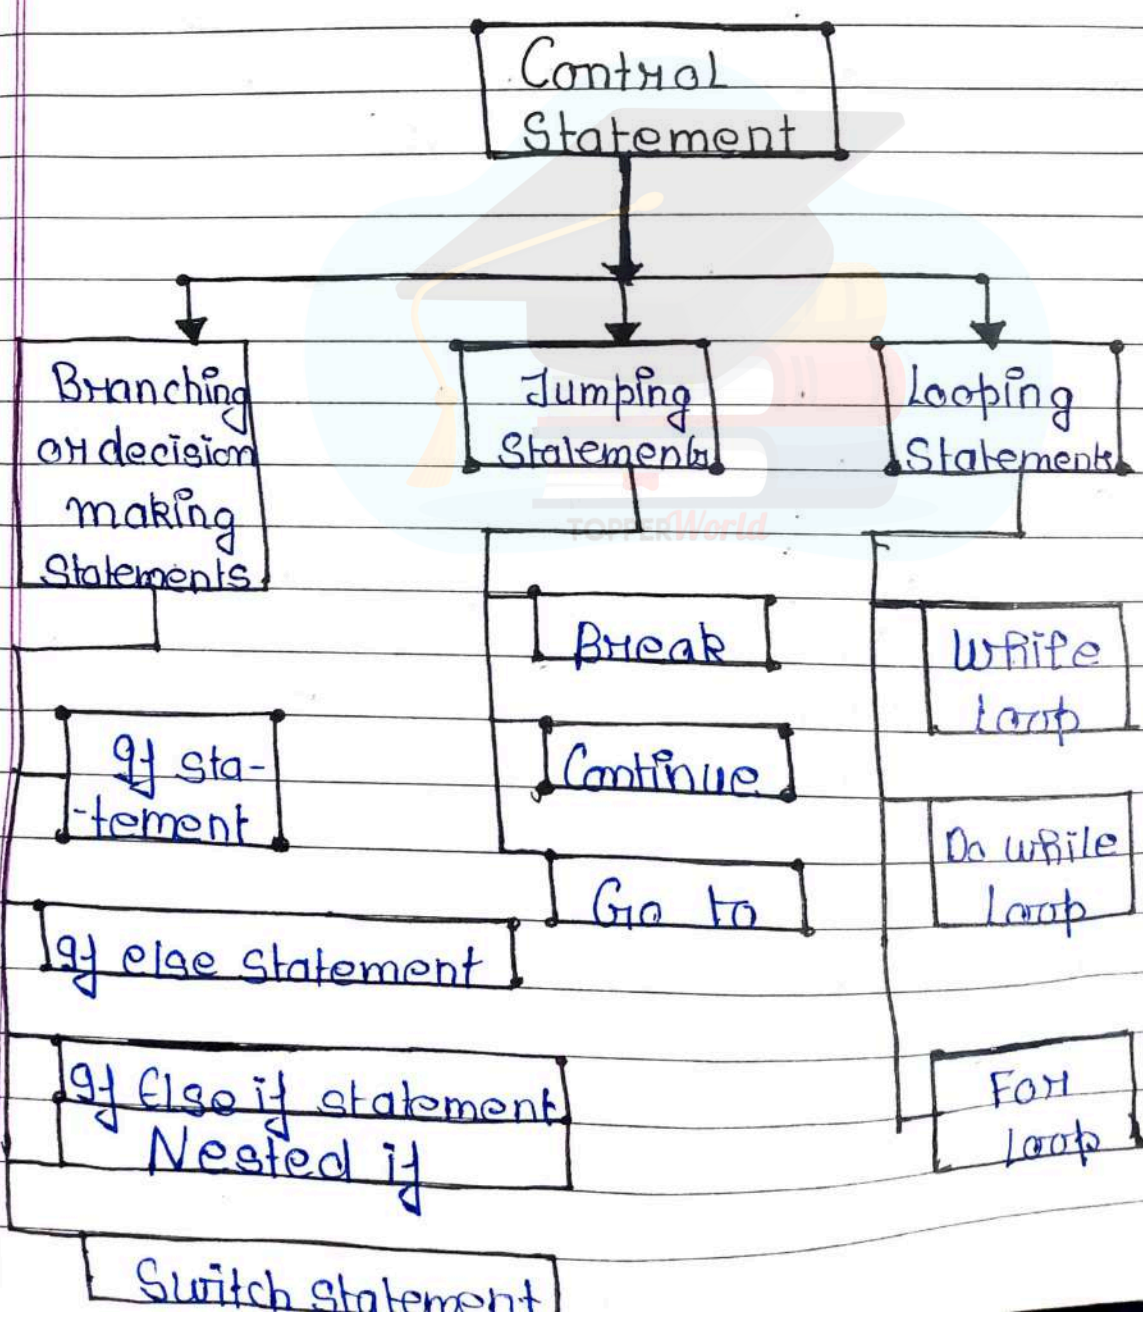 Control
Statement
Branching
or decision
making
Statements
Jumping
Statements
Looping
Statements
TOPPERWorld
Break
Continue
Go to
While
Loop
Do while
Loop
For
Loop
If sta-
-tement
If else statement
If Else if statement
Nested if
Switch Statement